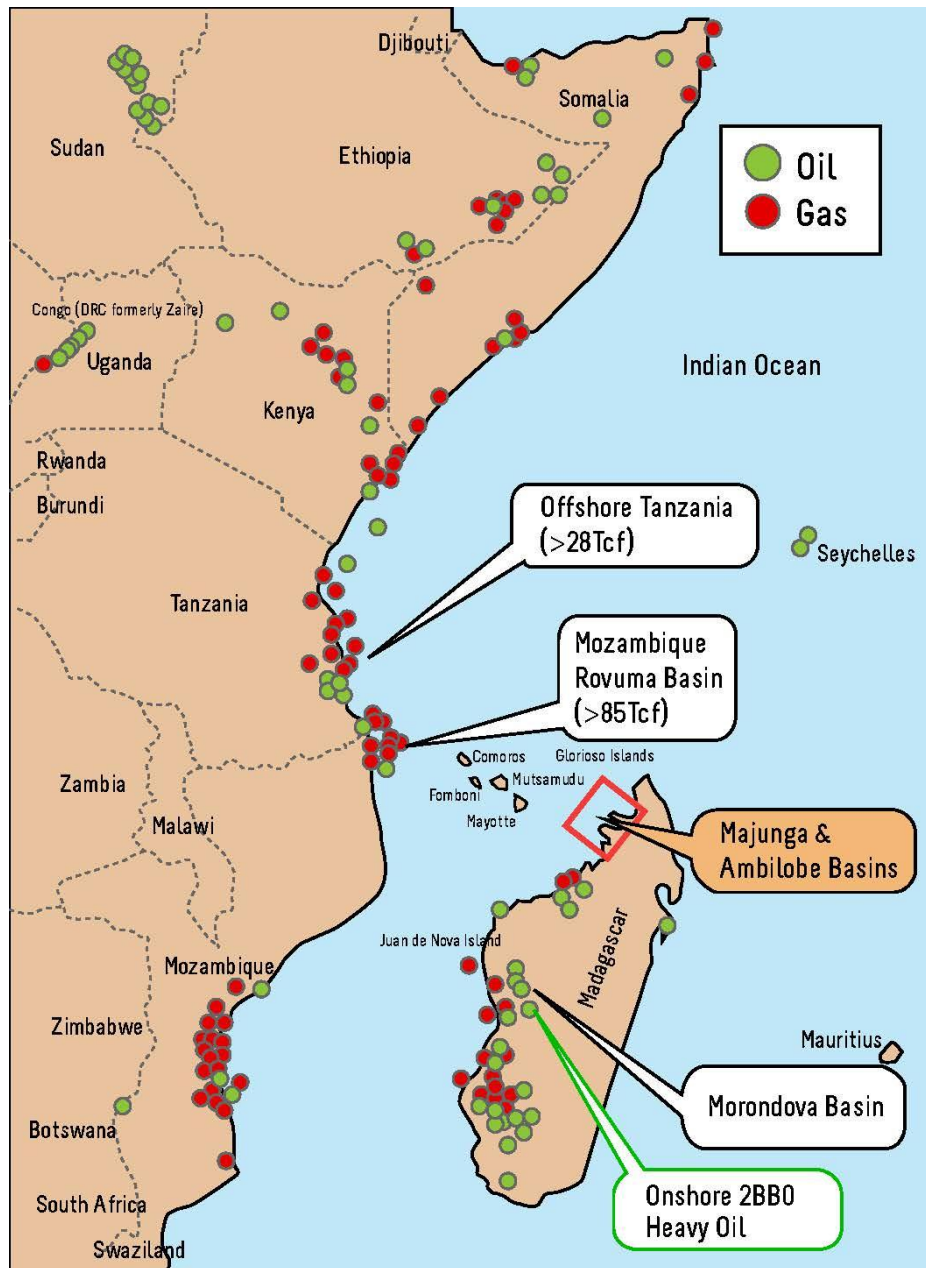 Djibouti
Somalia
Sudan
Ethiopia
Oil
Gas
Congo (DRC formerly Zaire)
Uganda
Indian Ocean
Kenya
Rwanda
Burundi
Offshore Tanzania
(>28Tcf)
Seychelles
Tanzania
Mozambique
Rovuma Basin
(>85Tcf)
Comoros
Glorioso Islands
Fomboni
Mutsamudu
Mayotte
Zambia
Malawi
Majunga &
Ambilobe Basins
Juan de Nova Island
Madagascar
Mozambique
Zimbabwe
Mauritius
Morondova Basin
Botswana
Onshore 2BBO
Heavy Oil
South Africa
Swaziland